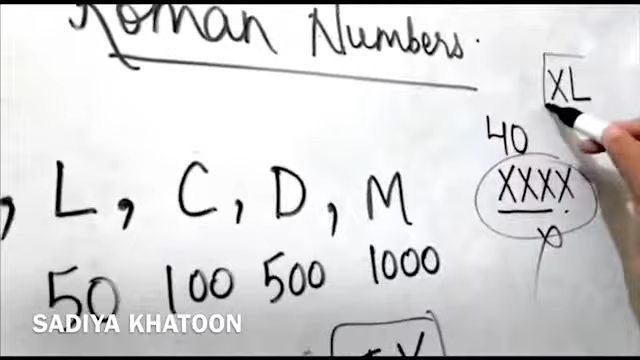 Roman Numbers.
XL
40
XXXX
, L, C, D, M
50 100 500 1000
SADIYA KHATOON